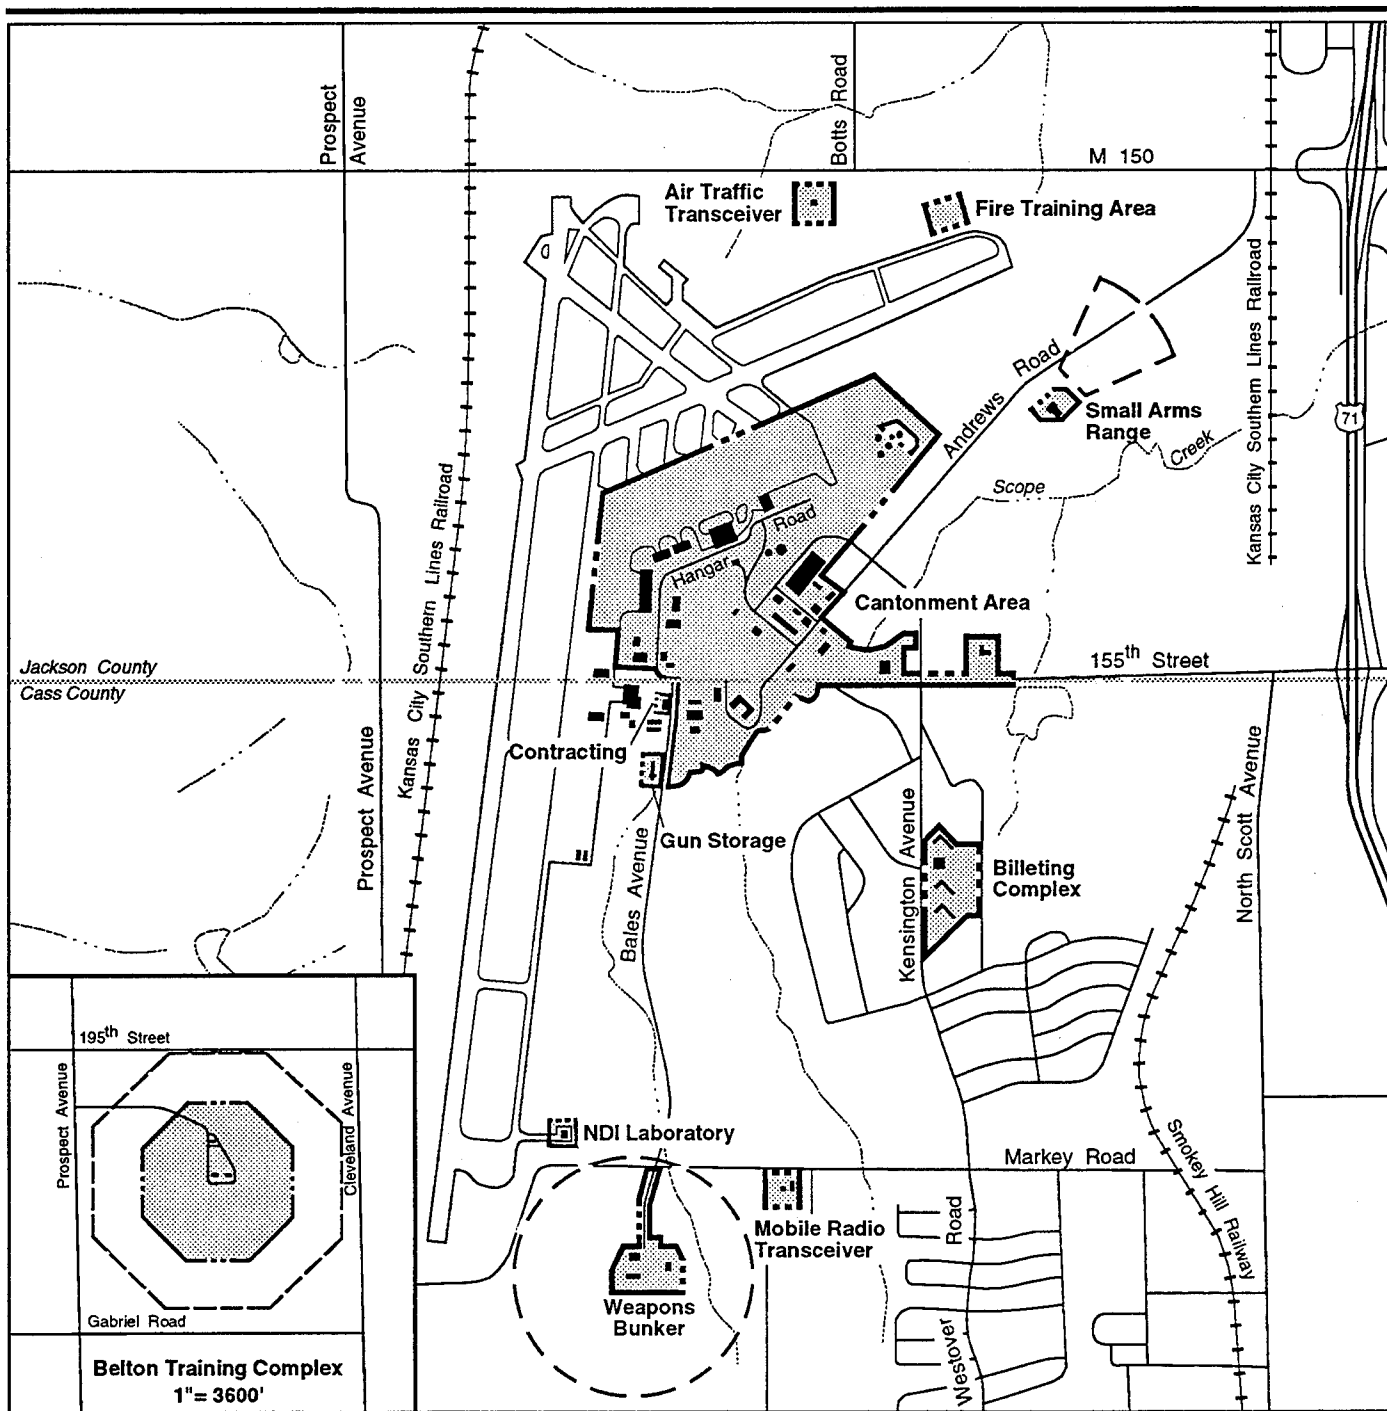 Prospect
Avenue
Botts Road
M 150
Air Traffic
Transceiver
Fire Training Area
Kansas City Southern Lines Railroad
Andrews Road
71
Small Arms
Range
Scope Creek
Kansas City Southern Lines Railroad
Hangar Road
Cantonment Area
Jackson County
Cass County
155th Street
Prospect Avenue
Contracting
Gun Storage
Bales Avenue
Kensington Avenue
Billeting
Complex
North Scott Avenue
195th Street
Prospect Avenue
Cleveland Avenue
Gabriel Road
Belton Training Complex
1"= 3600'
NDI Laboratory
Markey Road
Smokey Hill Railway
Mobile Radio
Transceiver
Weapons
Bunker
Westover Road